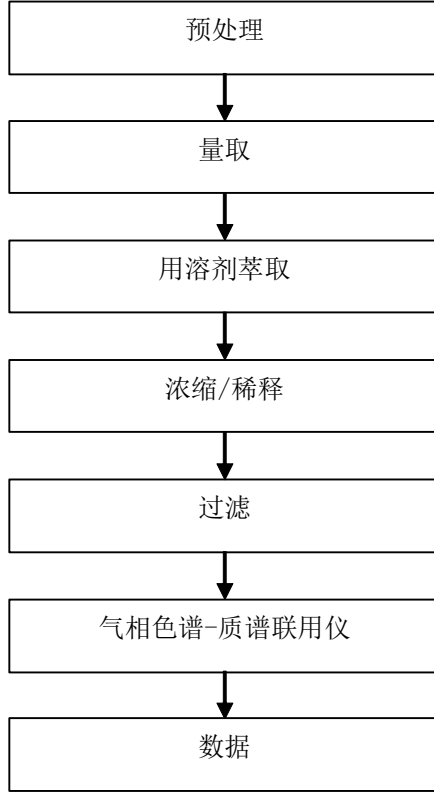 预处理
量取
用溶剂萃取
浓缩/稀释
过滤
气相色谱-质谱联用仪
数据